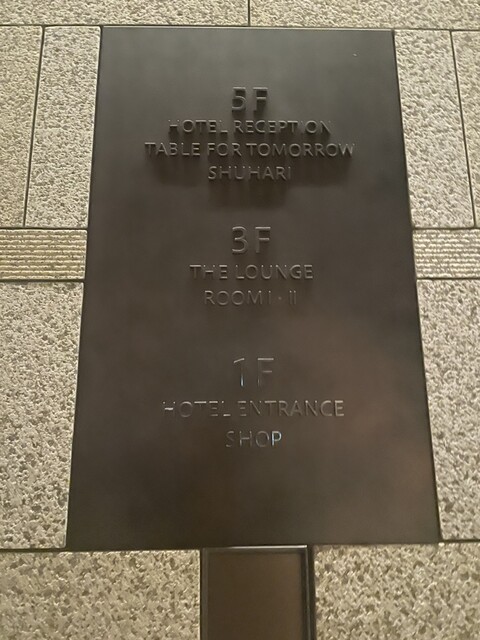 5F
HOTEL RECEPTION
TABLE FOR TOMORROW
SHUHARI
3F
THE LOUNGE
ROOM I · II
1F
HOTEL ENTRANCE
SHOP